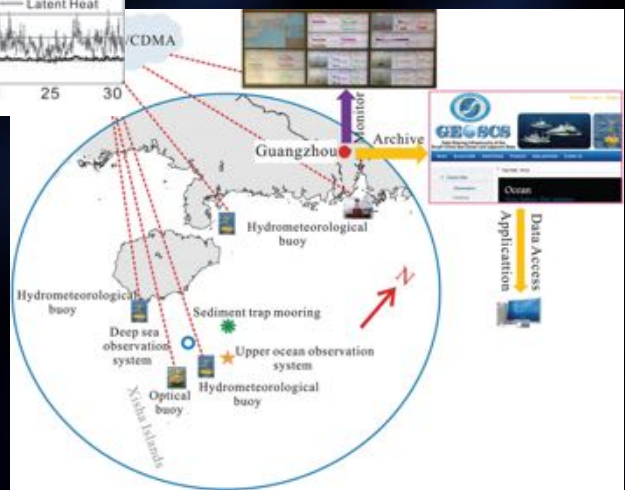 Latent Heat
25 30
/CDMA
Monitor
Guangzhou
Archive
GEOSCS
Ocean
Data Access
Applicattion
Hydrometeorological
buoy
Hydrometeorological
buoy
Sediment trap mooring
Deep sea
observation
system
Upper ocean observation
system
Hydrometeorological
buoy
Optical
buoy
Xisha Islands
N